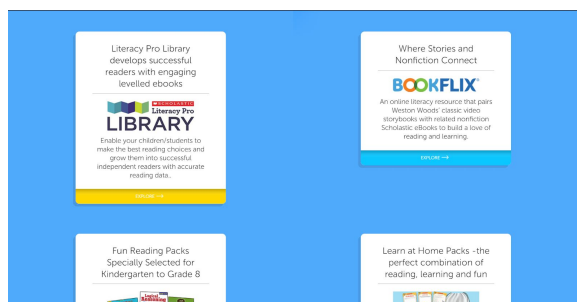 Literacy Pro Library
develops successful
readers with engaging
levelled ebooks
SCHOLASTIC
Literacy Pro
LIBRARY
Enable your children/students to
make the best reading choices and
grow them into successful
independent readers with accurate
reading data..
EXPLORE →
Where Stories and
Nonfiction Connect
BOOKFLIX
An online literacy resource that pairs
Weston Woods' classic video
storybooks with related nonfiction
Scholastic eBooks to build a love of
reading and learning.
EXPLORE →
Fun Reading Packs
Specially Selected for
Kindergarten to Grade 8
Logical
Reasoning
Learn at Home Packs -the
perfect combination of
reading, learning and fun